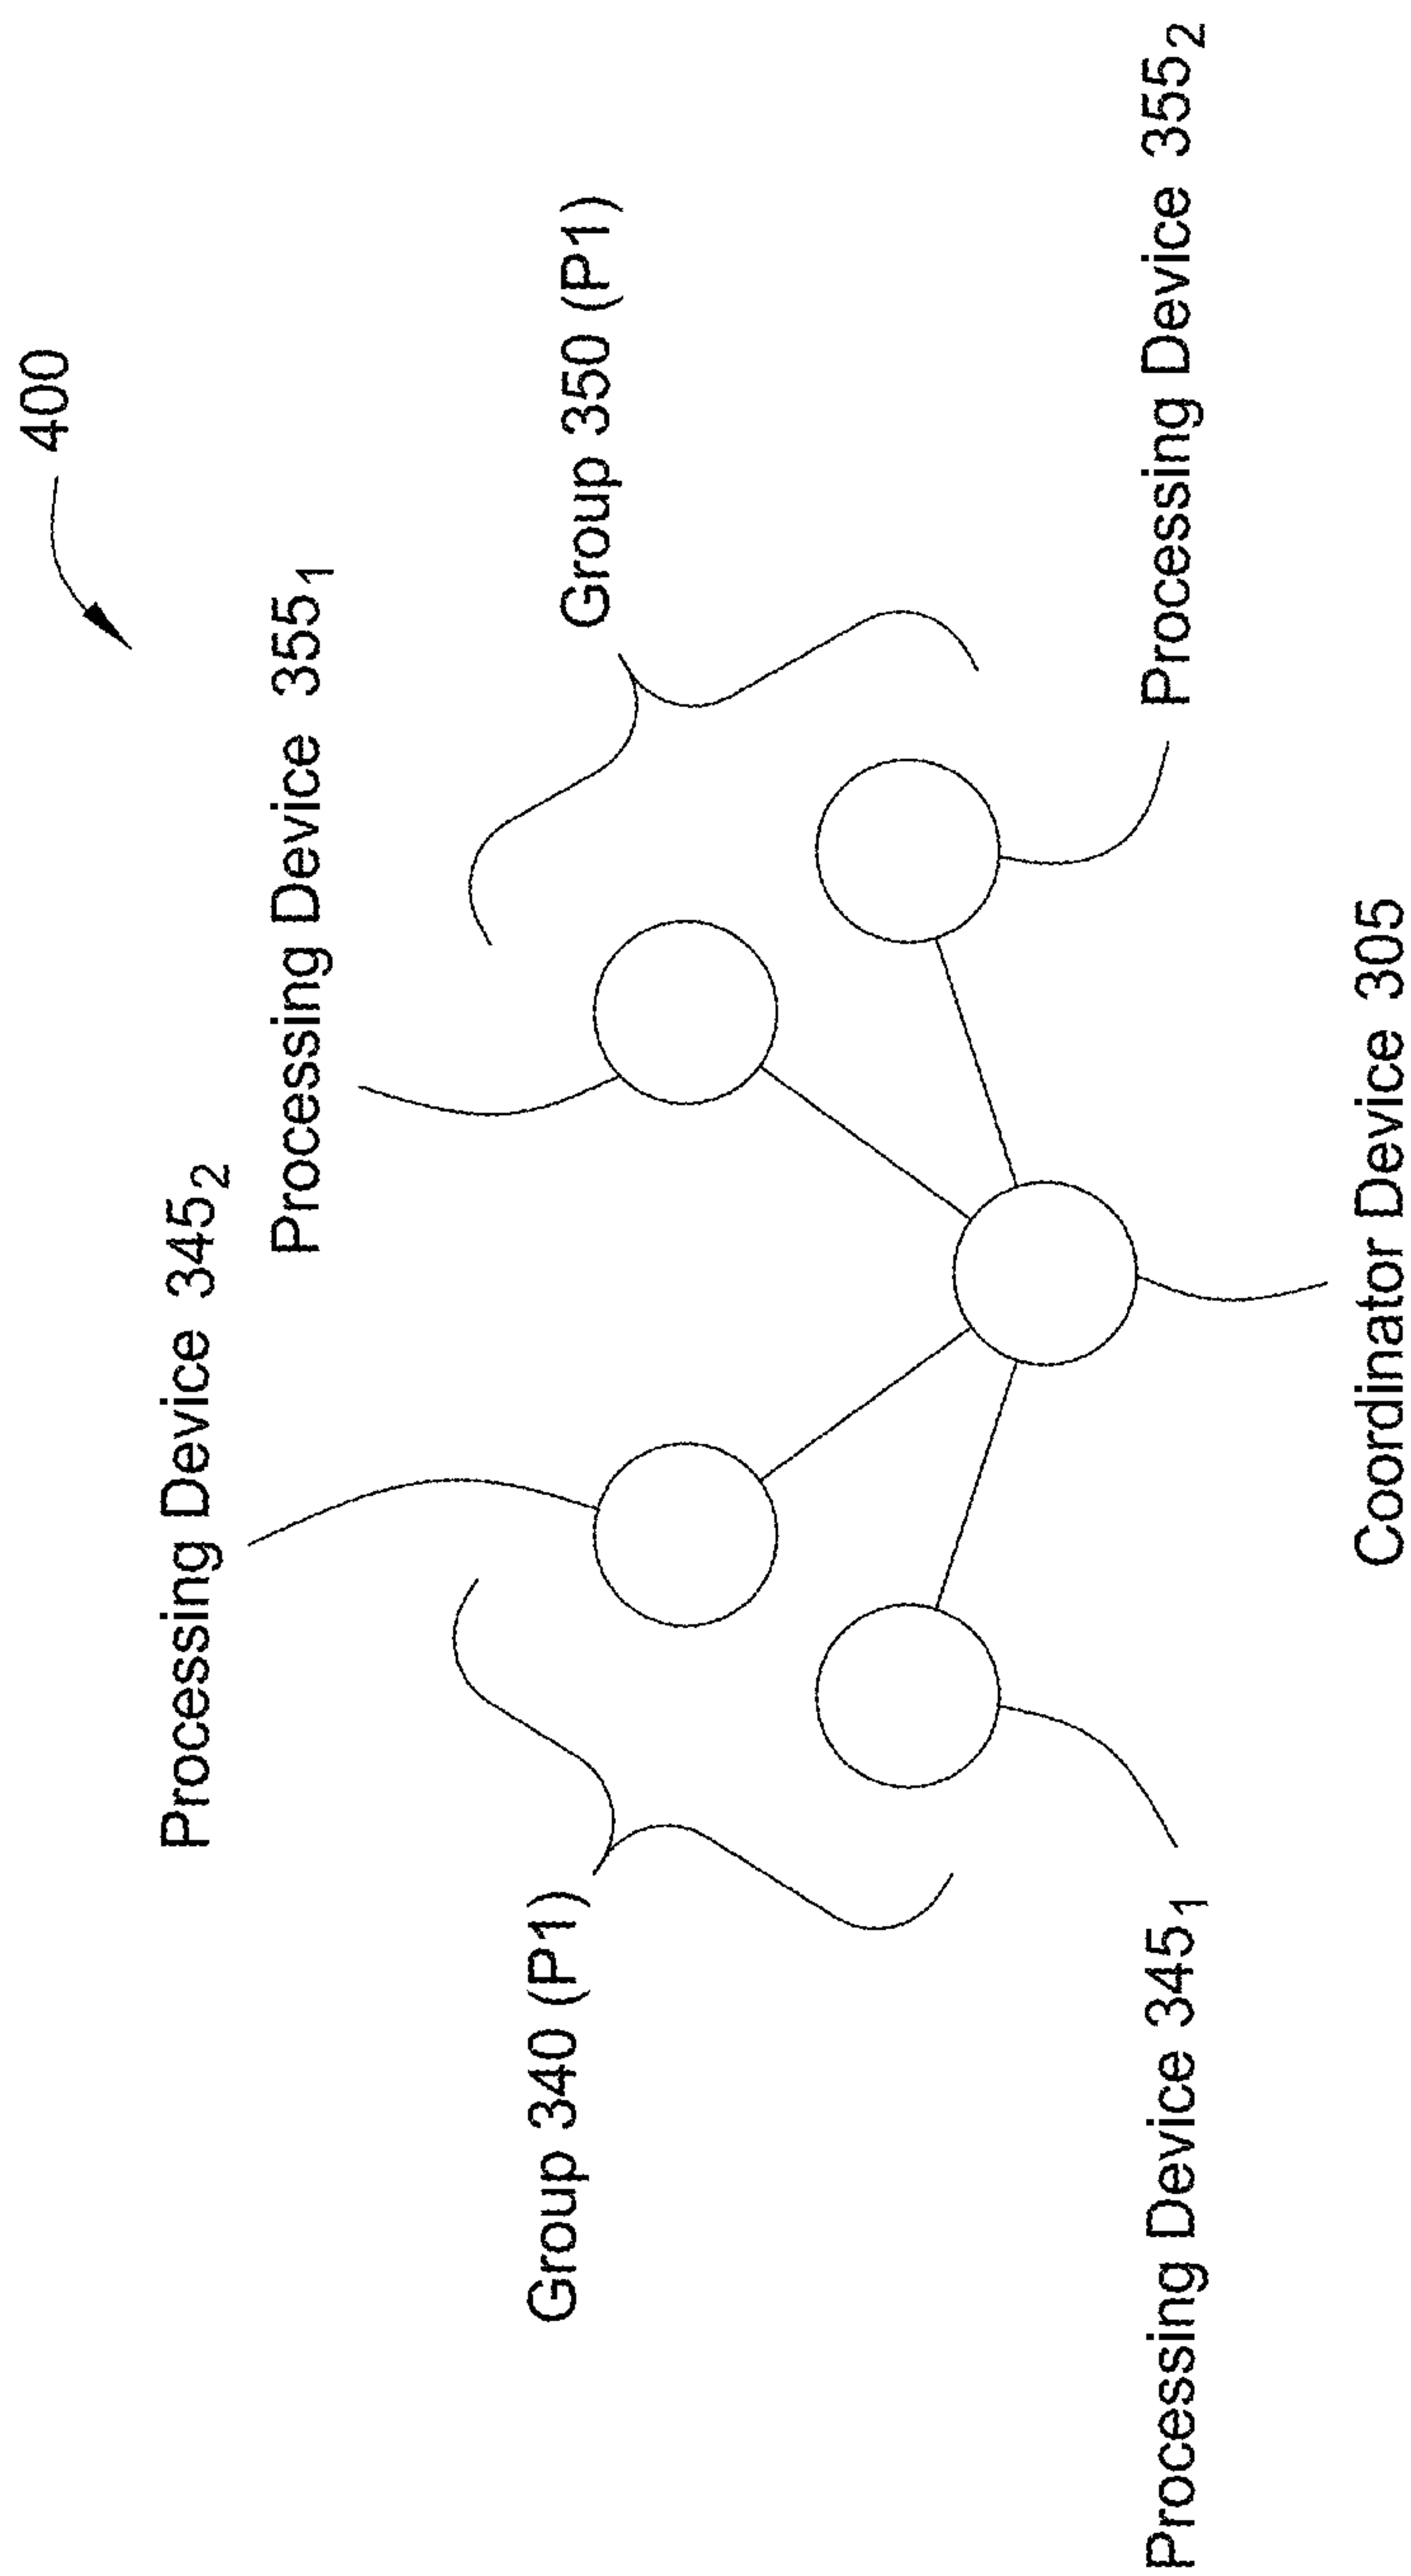 400
Processing Device 345₂
Processing Device 355₁
Group 340 (P1)
Group 350 (P1)
Processing Device 345₁
Processing Device 355₂
Coordinator Device 305